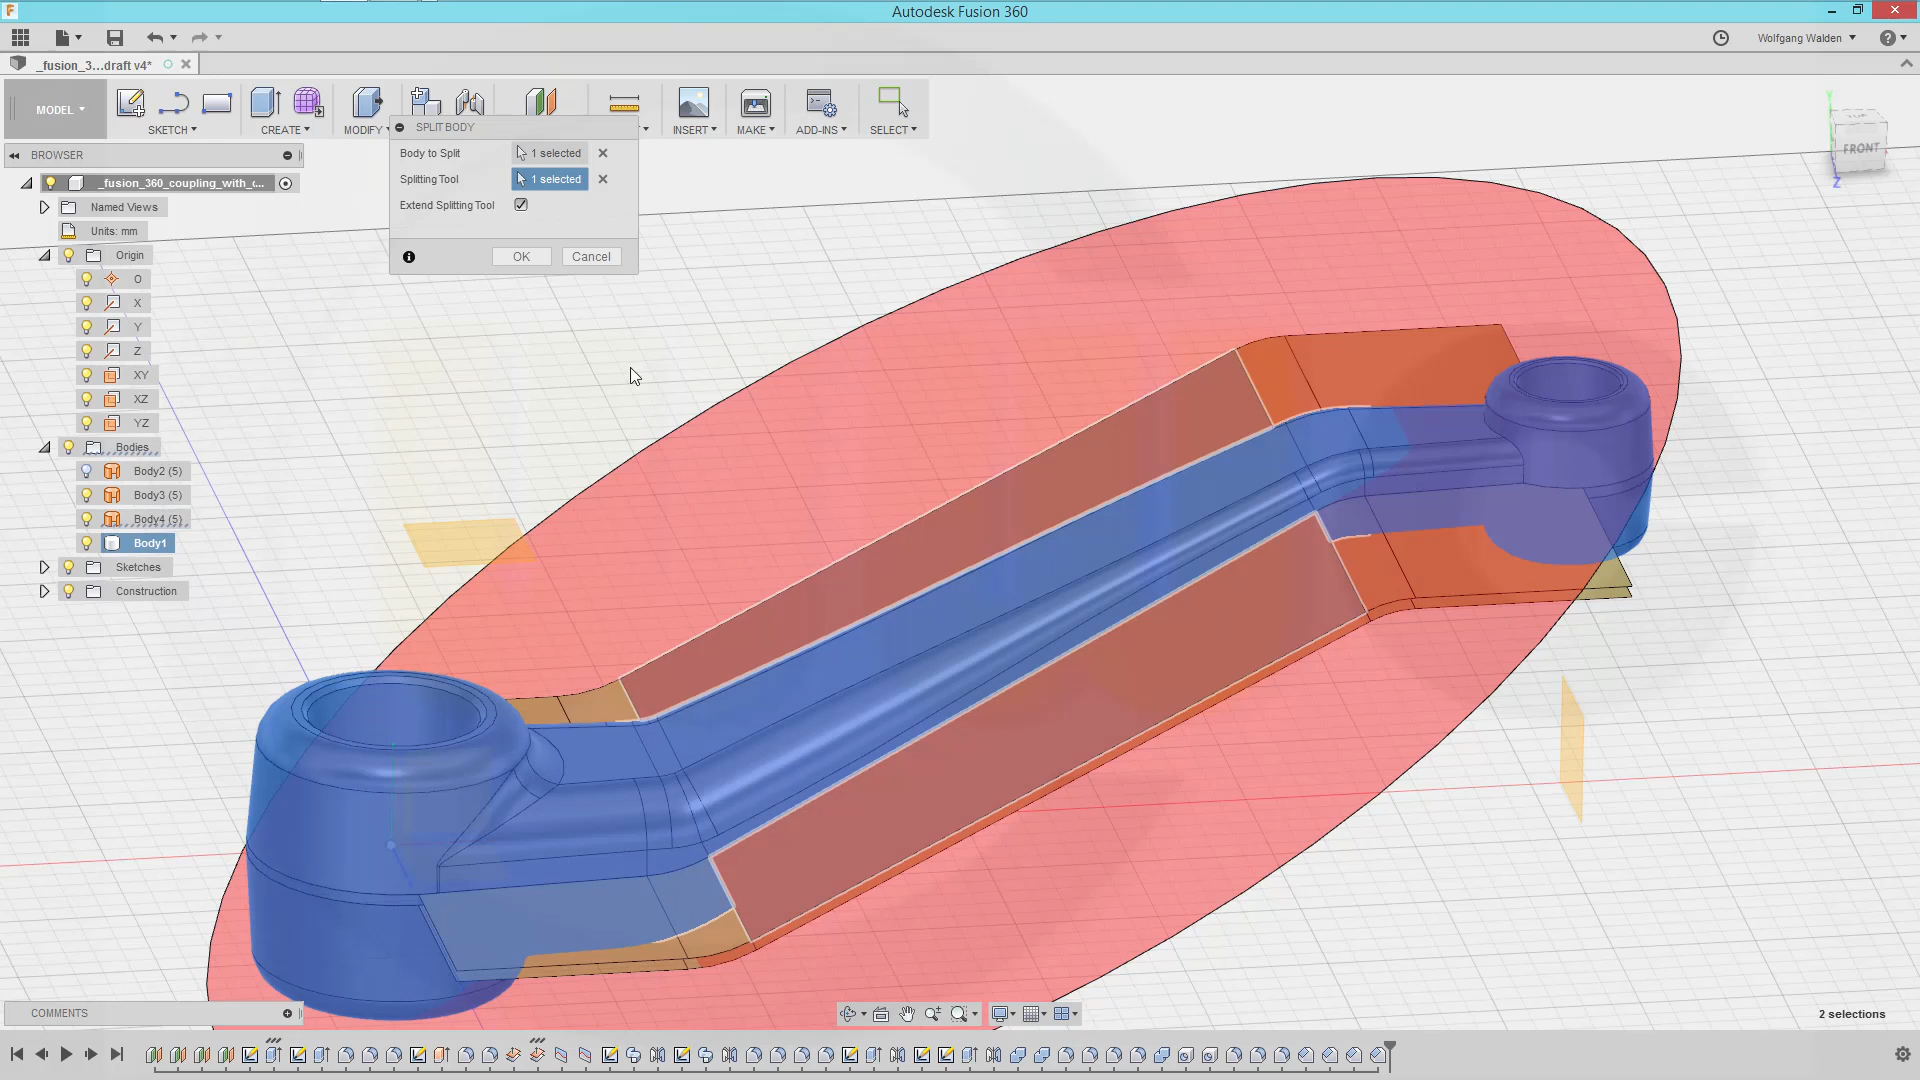 Autodesk Fusion 360
Wolfgang Walden
_fusion_3...draft v4*
MODEL
SKETCH
CREATE
MODIFY
INSERT
MAKE
ADD-INS
SELECT
SPLIT BODY
Body to Split
1 selected
Splitting Tool
1 selected
Extend Splitting Tool
OK
Cancel
BROWSER
_fusion_360_coupling_with_(...
Named Views
Units: mm
Origin
O
X
Y
Z
XY
XZ
YZ
Bodies
Body2 (5)
Body3 (5)
Body4 (5)
Body1
Sketches
Construction
Y
TOP
FRONT
Z
COMMENTS
2 selections